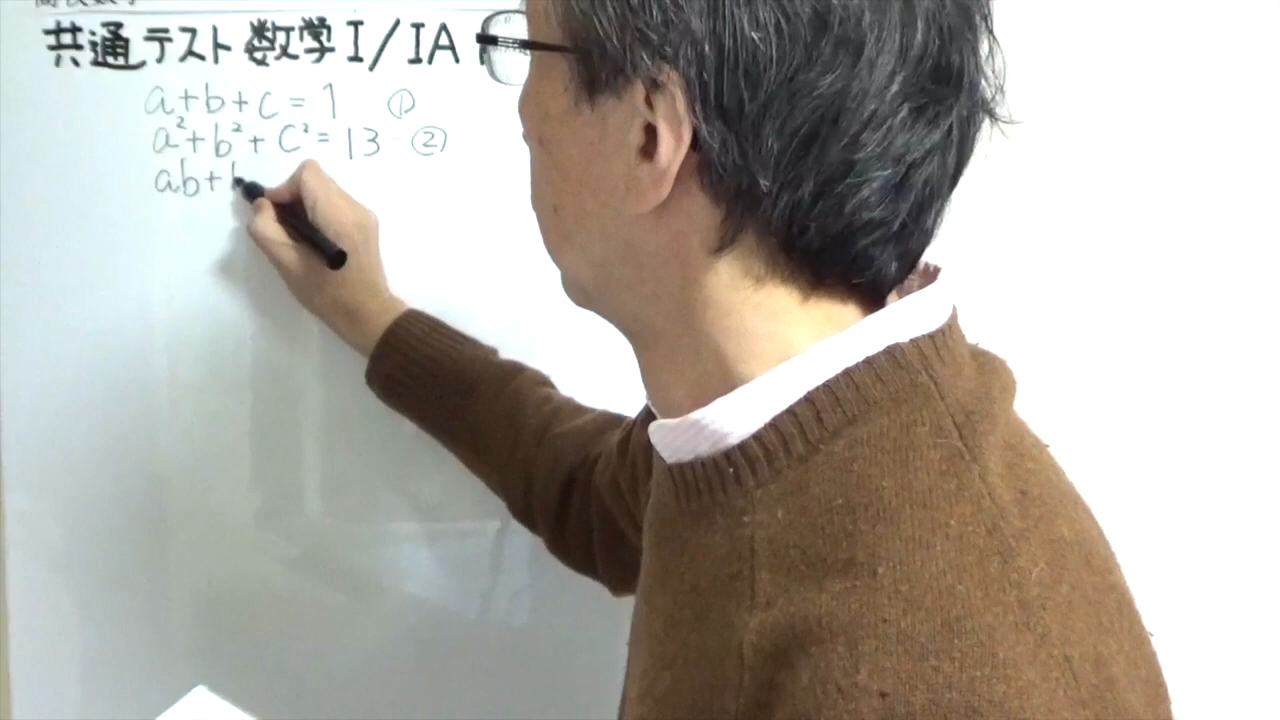 共通テスト 数学I/IA
a+b+c=1 ①
a²+b²+c²=13 ②
ab+b